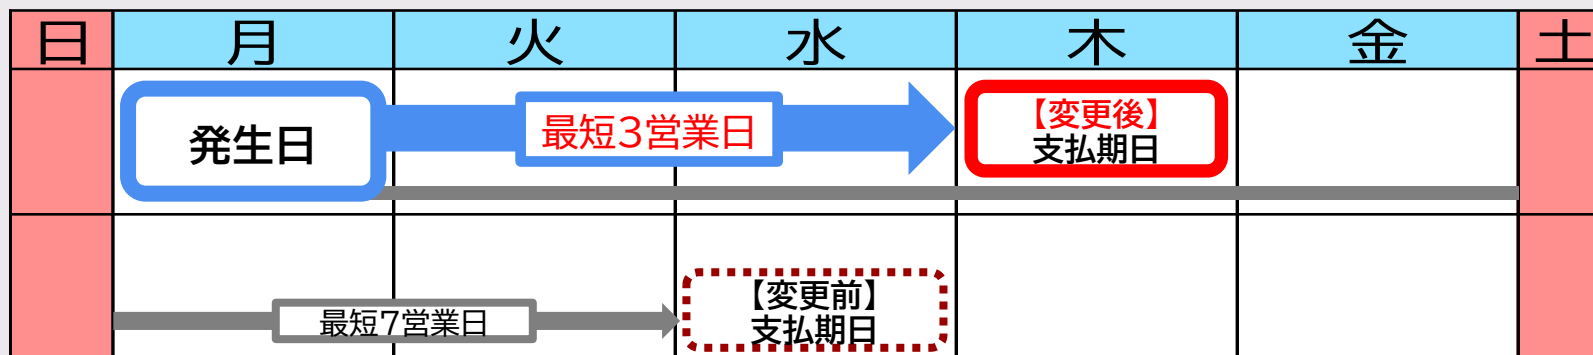 日 月 火 水 木 金 土
発生日
最短3営業日
【変更後】
支払期日
最短7営業日
【変更前】
支払期日